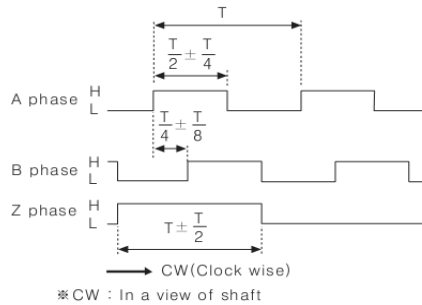 T
T/2 ± T/4
A phase H
L
T/4 ± T/8
B phase H
L
Z phase H
L
T ± T/2
CW(Clock wise)
※CW : In a view of shaft